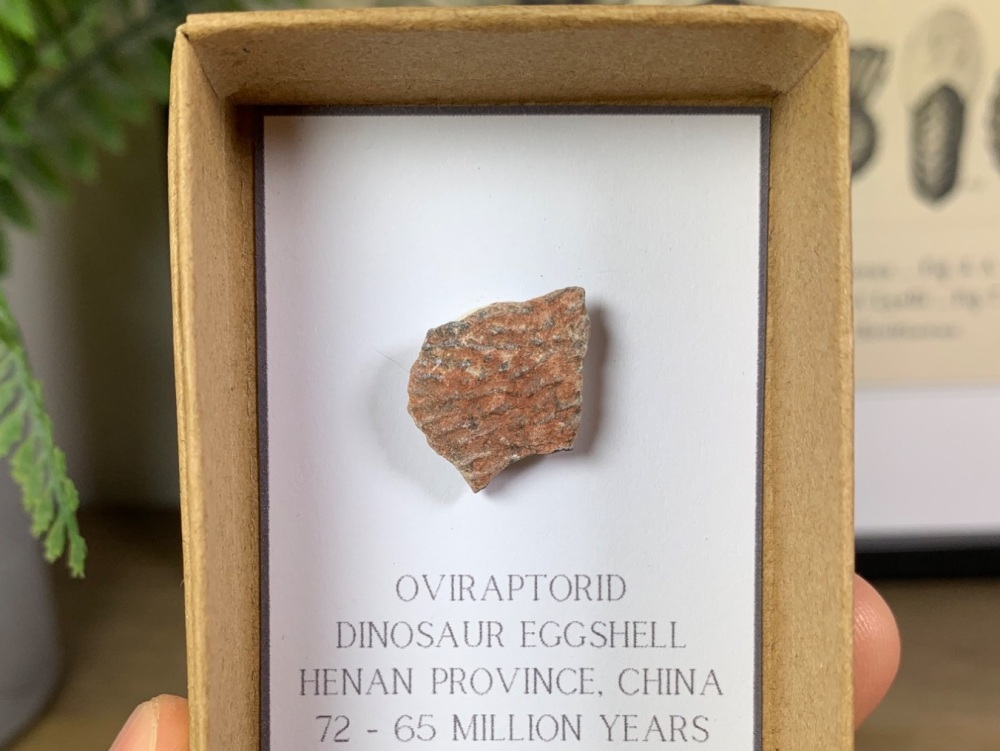 OVIRAPTORID
DINOSAUR EGGSHELL
HENAN PROVINCE, CHINA
72 - 65 MILLION YEARS